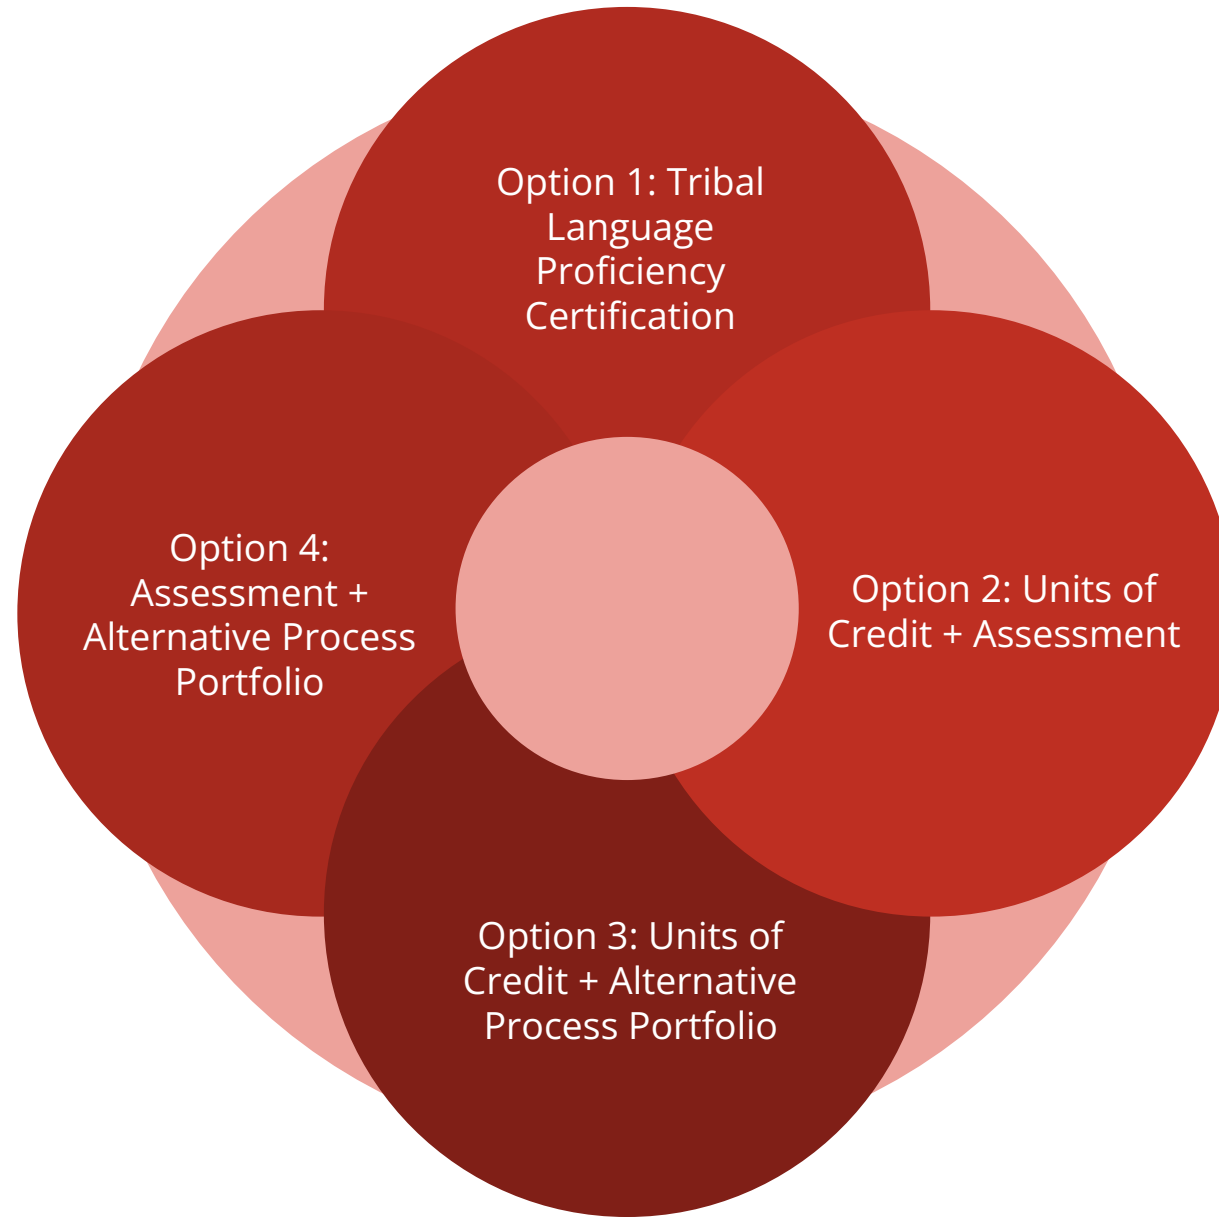 Option 1: Tribal
Language
Proficiency
Certification
Option 2: Units of
Credit + Assessment
Option 3: Units of
Credit + Alternative
Process Portfolio
Option 4:
Assessment +
Alternative Process
Portfolio